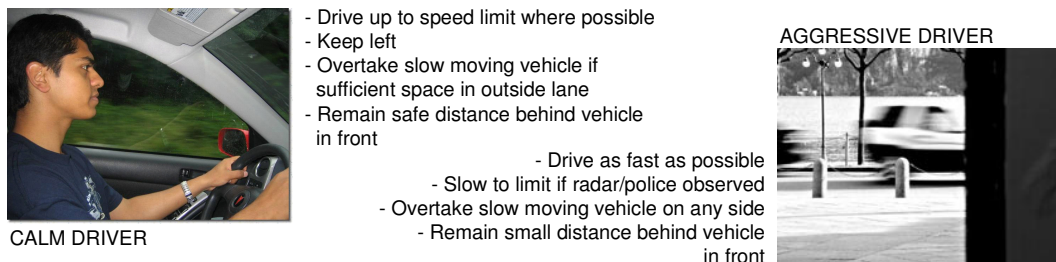 - Drive up to speed limit where possible
- Keep left
- Overtake slow moving vehicle if
sufficient space in outside lane
- Remain safe distance behind vehicle
in front
CALM DRIVER
AGGRESSIVE DRIVER
- Drive as fast as possible
- Slow to limit if radar/police observed
- Overtake slow moving vehicle on any side
- Remain small distance behind vehicle
in front